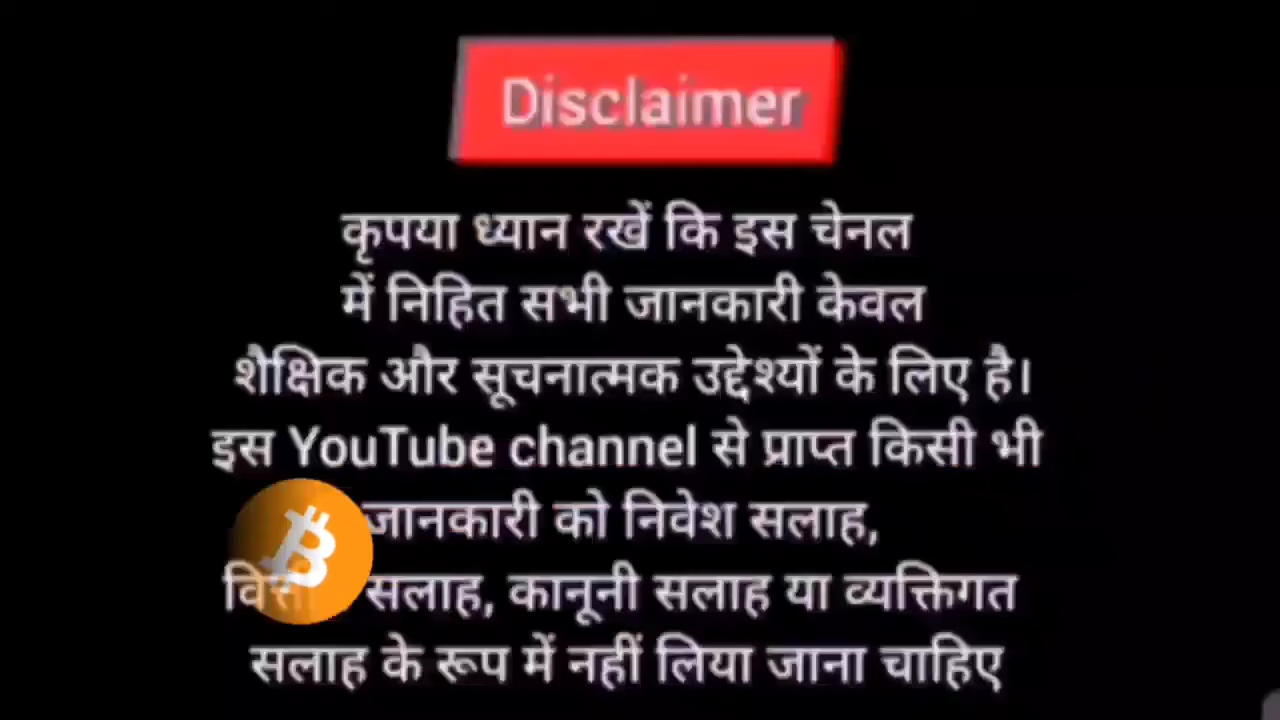 Disclaimer
कृपया ध्यान रखें कि इस चेनल
में निहित सभी जानकारी केवल
शैक्षिक और सूचनात्मक उद्देश्यों के लिए है।
इस YouTube channel से प्राप्त किसी भी
जानकारी को निवेश सलाह,
सलाह, कानूनी सलाह या व्यक्तिगत
सलाह के रूप में नहीं लिया जाना चाहिए